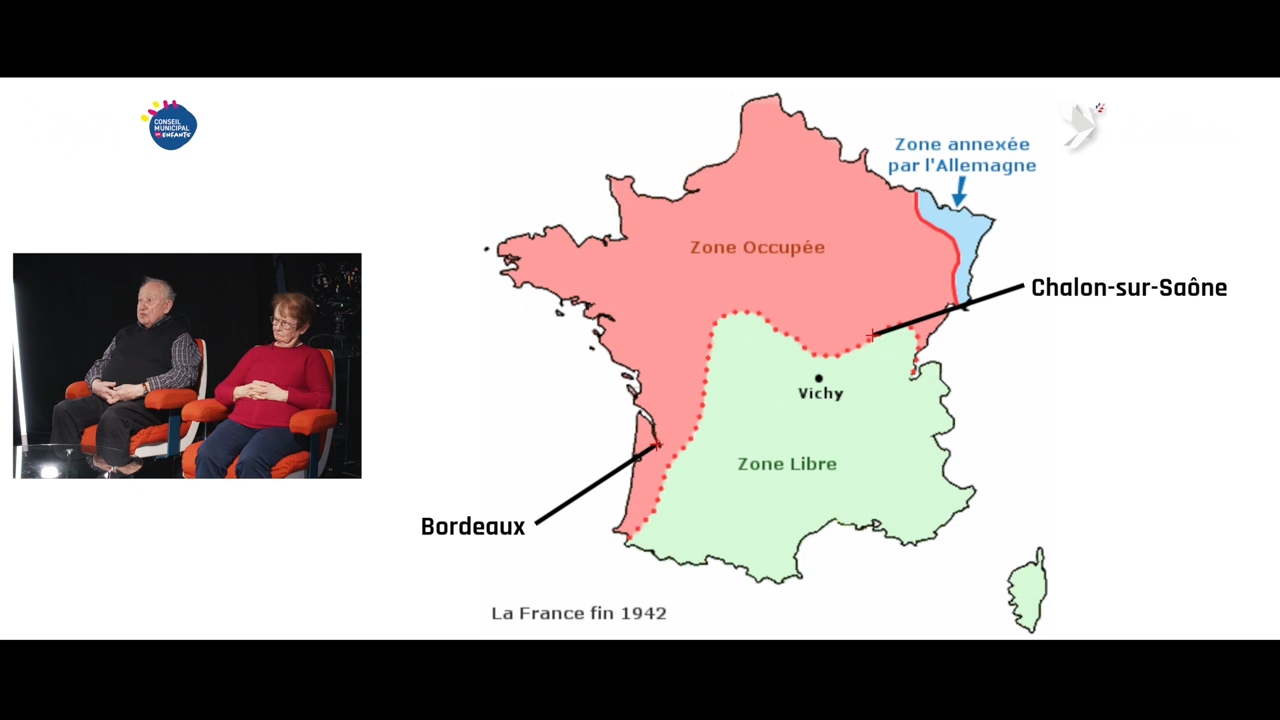 CONSEIL
MUNICIPAL
DES ENFANTS
Zone annexée
par l'Allemagne
Zone Occupée
Chalon-sur-Saône
Vichy
Zone Libre
Bordeaux
La France fin 1942